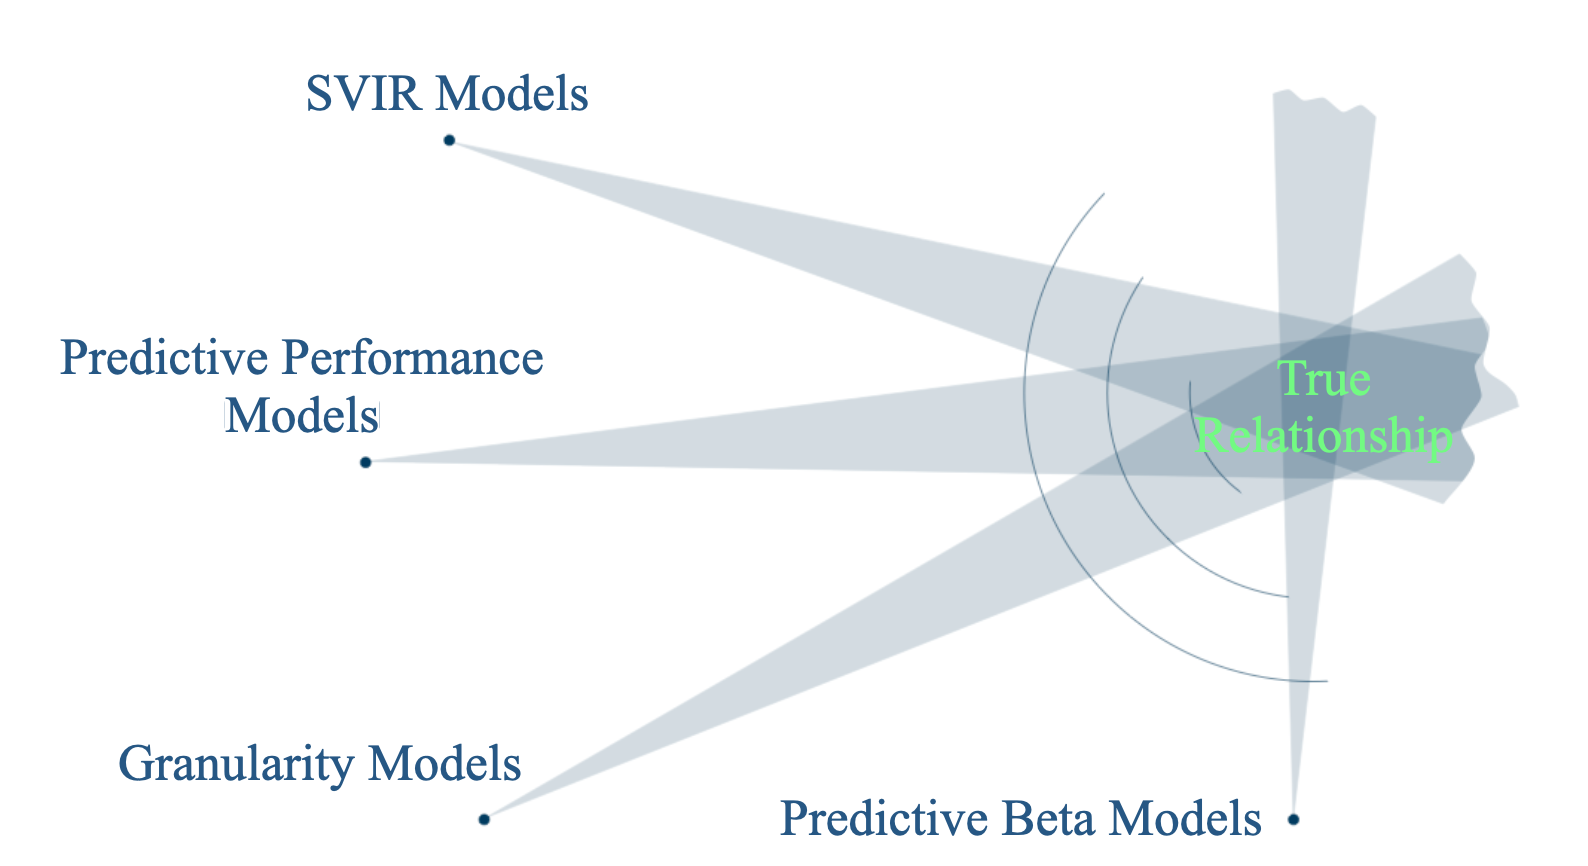 SVIR Models
Predictive Performance
Models
True
Relationship
Granularity Models
Predictive Beta Models